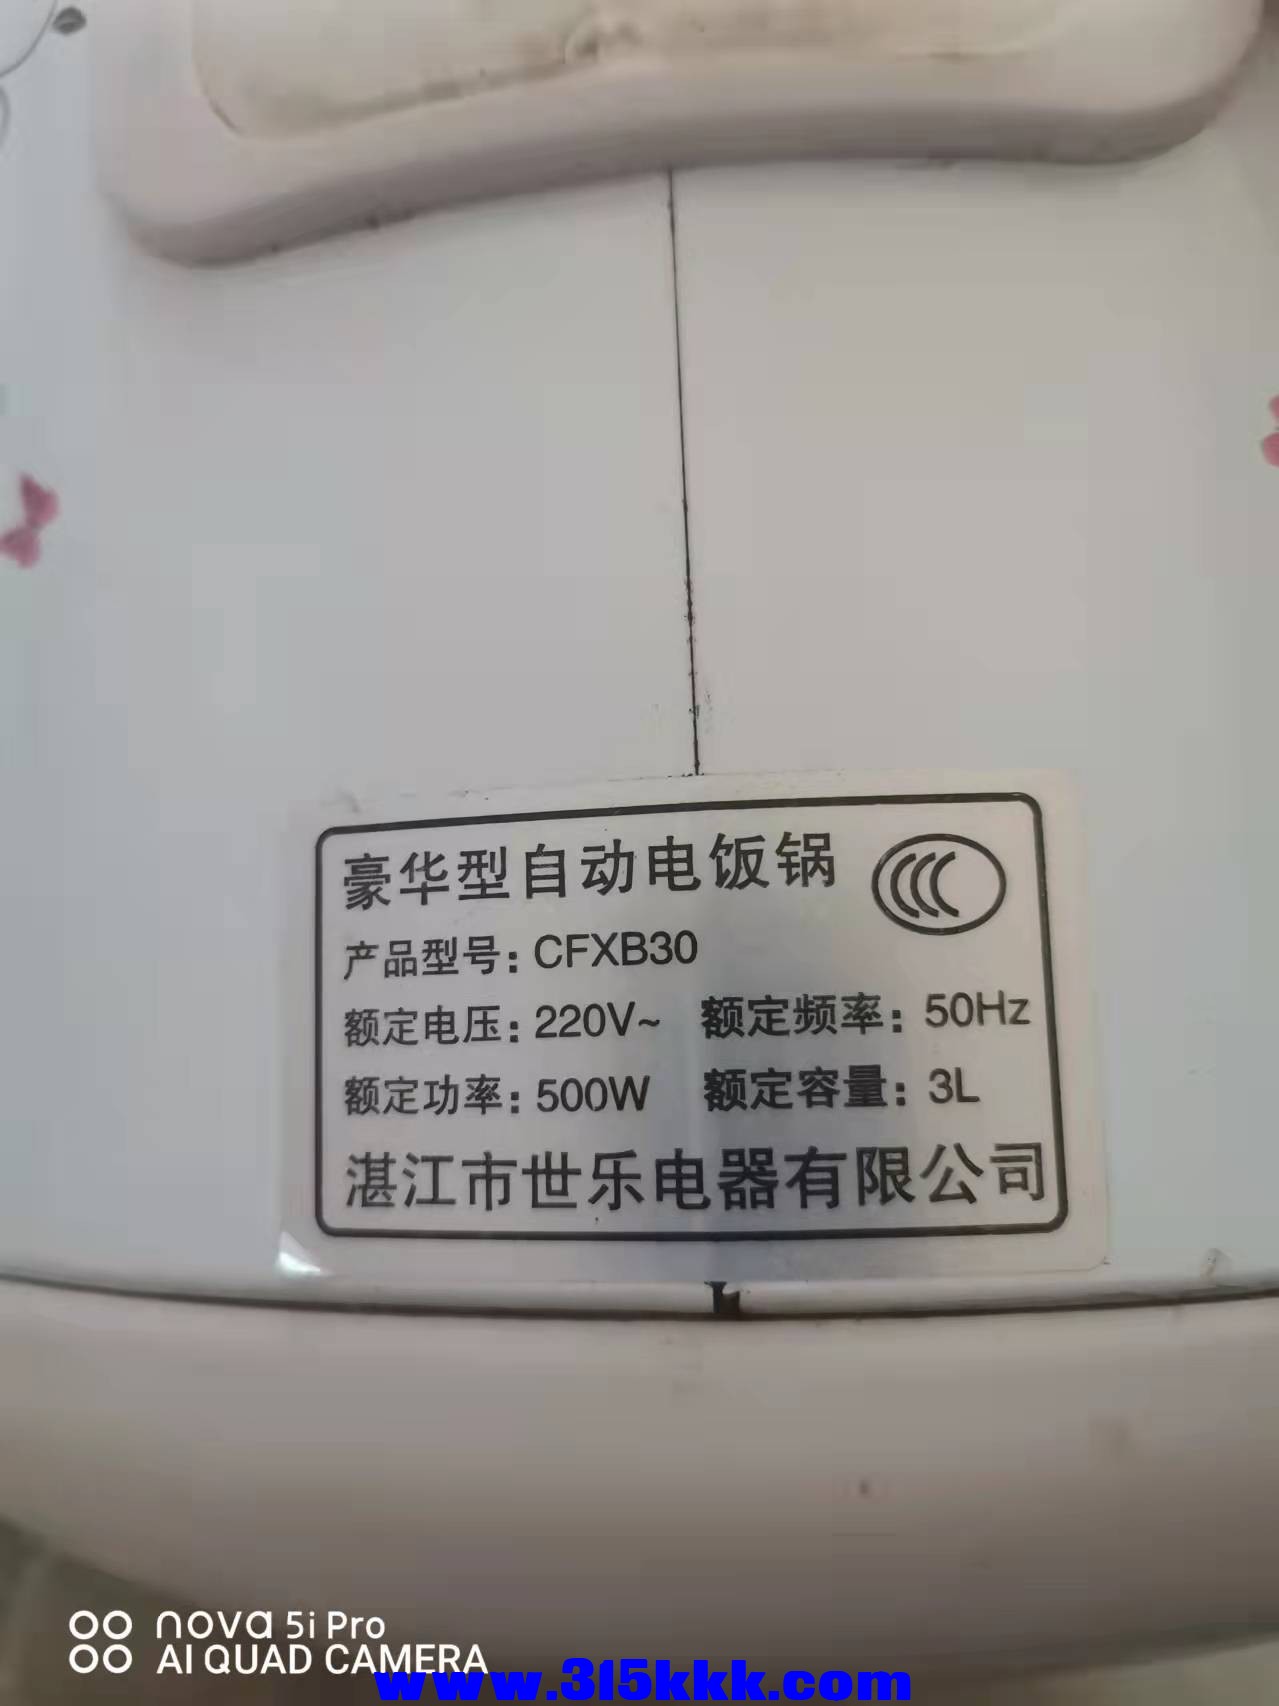 豪华型自动电饭锅
产品型号：CFXB30
额定电压：220V~ 额定频率：50Hz
额定功率：500W 额定容量：3L
湛江市世乐电器有限公司
nova 5i Pro
AI QUAD CAMERA
www.315kkk.com